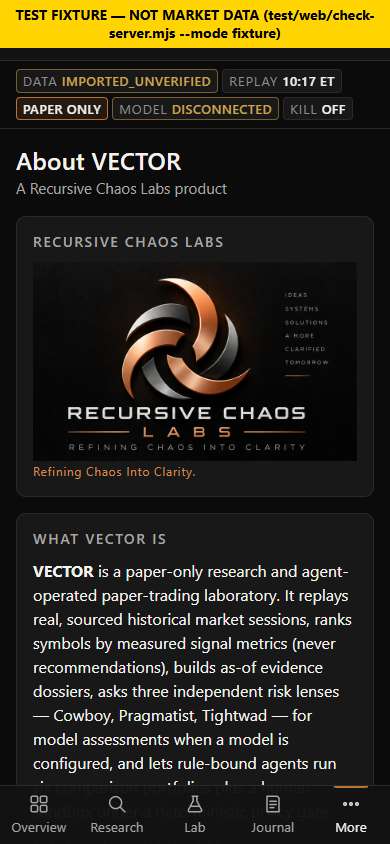 TEST FIXTURE — NOT MARKET DATA (test/web/check-
server.mjs --mode fixture)
DATA IMPORTED_UNVERIFIED REPLAY 10:17 ET
PAPER ONLY MODEL DISCONNECTED KILL OFF
About VECTOR
A Recursive Chaos Labs product
RECURSIVE CHAOS LABS
IDEAS
SYSTEMS
SOLUTIONS
A MORE
CLARIFIED
TOMORROW
RECURSIVE CHAOS
LABS
REFINING CHAOS INTO CLARITY
Refining Chaos Into Clarity.
WHAT VECTOR IS
VECTOR is a paper-only research and agent-
operated paper-trading laboratory. It replays
real, sourced historical market sessions, ranks
symbols by measured signal metrics (never
recommendations), builds as-of evidence
dossiers, asks three independent risk lenses
— Cowboy, Pragmatist, Tightwad — for
model assessments when a model is
configured, and lets rule-bound agents run
Overview Research Lab Journal More